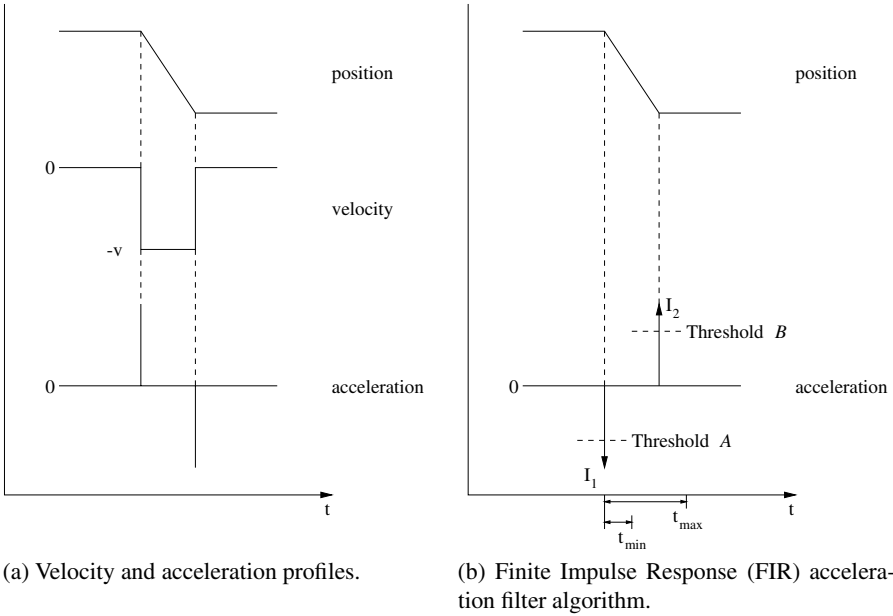 position
0
velocity
-v
0
acceleration
t
(a) Velocity and acceleration profiles.
position
I2
Threshold B
0
acceleration
Threshold A
I1
t
tmax
tmin
(b) Finite Impulse Response (FIR) accelera-
tion filter algorithm.